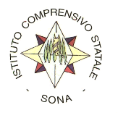 ISTITUTO COMPRENSIVO STATALE
- SONA -